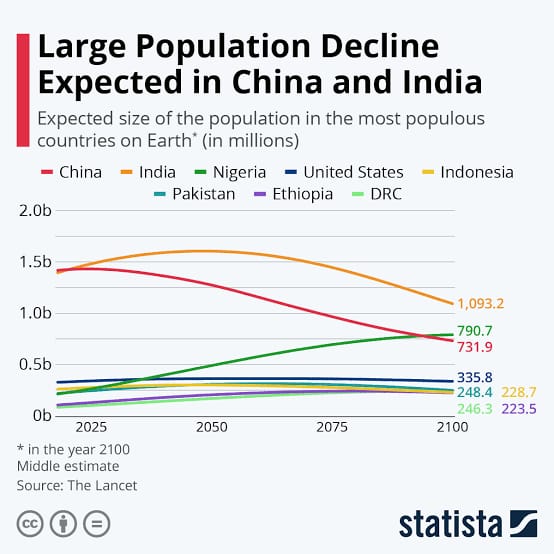 Large Population Decline
Expected in China and India
Expected size of the population in the most populous
countries on Earth* (in millions)
China India Nigeria United States Indonesia
Pakistan Ethiopia DRC
2.0b
1.5b
1.0b
0.5b
0b
1,093.2
790.7
731.9
335.8
248.4 228.7
246.3 223.5
2025 2050 2075 2100
* in the year 2100
Middle estimate
Source: The Lancet
cc
statista